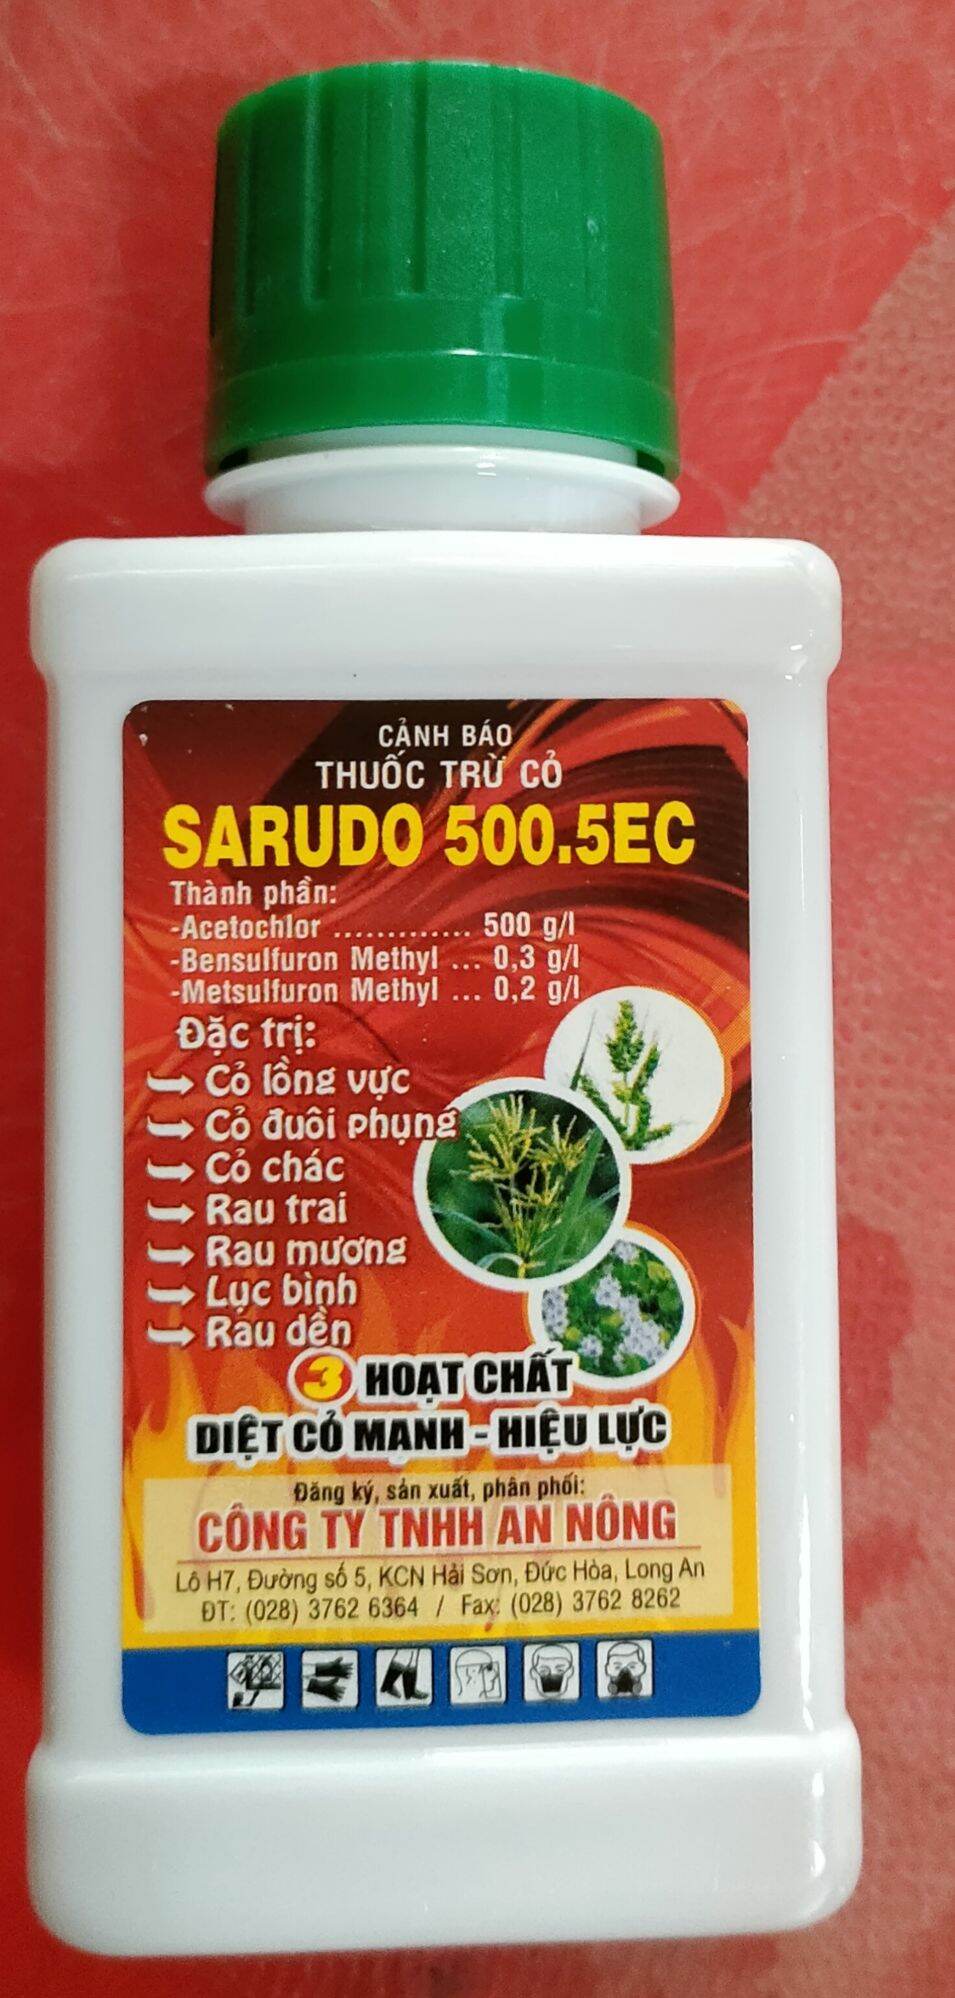 CẢNH BÁO
THUỐC TRỪ CỎ
SARUDO 500.5EC
Thành phần:
-Acetochlor ............. 500 g/l
-Bensulfuron Methyl ... 0,3 g/l
-Metsulfuron Methyl ... 0,2 g/l
Đặc trị:
Cỏ lồng vực
Cỏ đuôi phụng
Cỏ chác
Rau trai
Rau mương
Lục bình
Rau dền
3 HOẠT CHẤT
DIỆT CỎ MẠNH - HIỆU LỰC
Đăng ký, sản xuất, phân phối:
CÔNG TY TNHH AN NÔNG
Lô H7, Đường số 5, KCN Hải Sơn, Đức Hòa, Long An
ĐT: (028) 3762 6364 / Fax: (028) 3762 8262